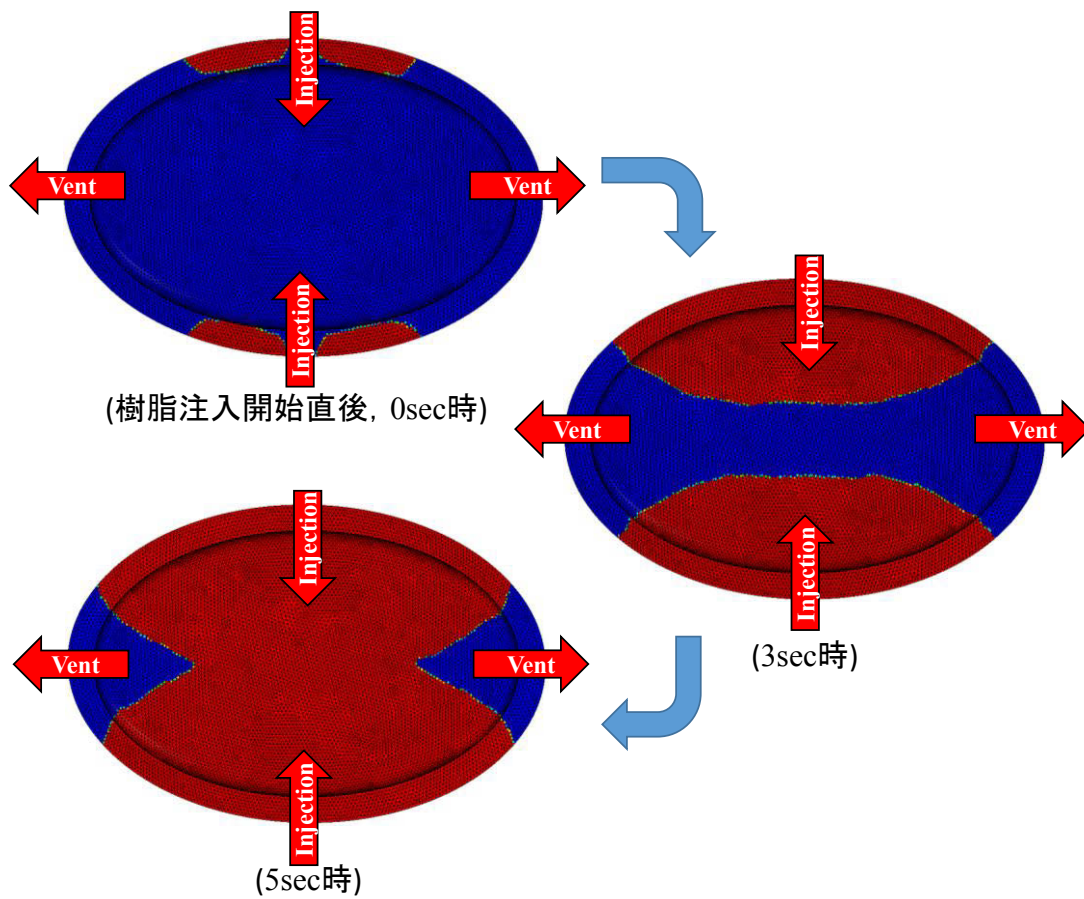 Injection
Vent
Vent
Injection
(樹脂注入開始直後, 0sec時)
Injection
Vent
Vent
Injection
(3sec時)
Injection
Vent
Vent
Injection
(5sec時)